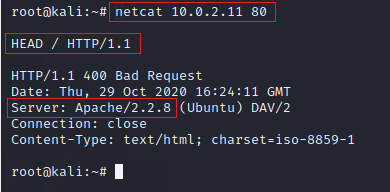 root@kali:~# netcat 10.0.2.11 80
HEAD / HTTP/1.1
HTTP/1.1 400 Bad Request
Date: Thu, 29 Oct 2020 16:24:11 GMT
Server: Apache/2.2.8 (Ubuntu) DAV/2
Connection: close
Content-Type: text/html; charset=iso-8859-1
root@kali:~#